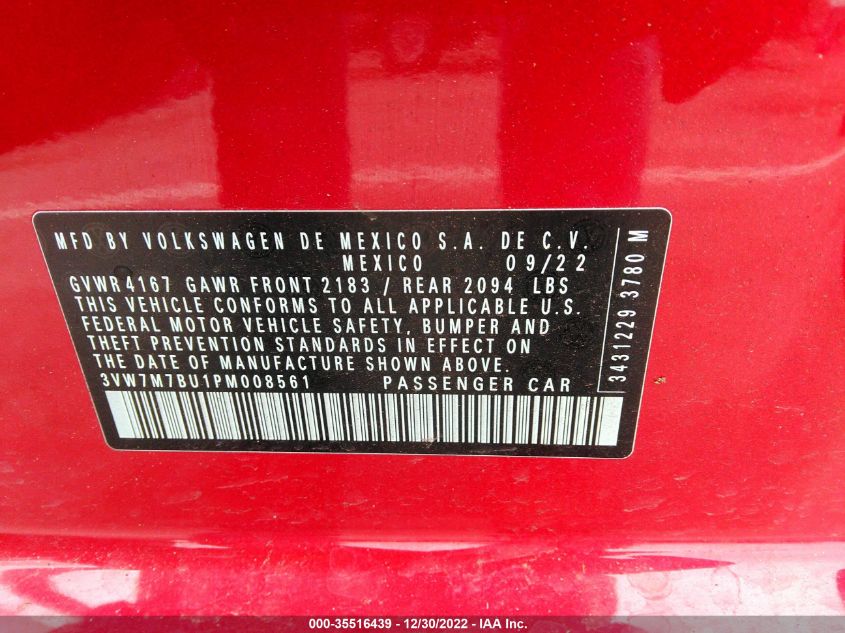 MFD BY VOLKSWAGEN DE MEXICO S.A. DE C.V.
MEXICO 09/22
GVWR 4167 GAWR FRONT 2183 / REAR 2094 LBS
THIS VEHICLE CONFORMS TO ALL APPLICABLE U.S.
FEDERAL MOTOR VEHICLE SAFETY, BUMPER AND
THEFT PREVENTION STANDARDS IN EFFECT ON
THE DATE OF MANUFACTURE SHOWN ABOVE.
3VW7M7BU1PM008561 PASSENGER CAR
3431229 3780 M
000-35516439 - 12/30/2022 - IAA Inc.